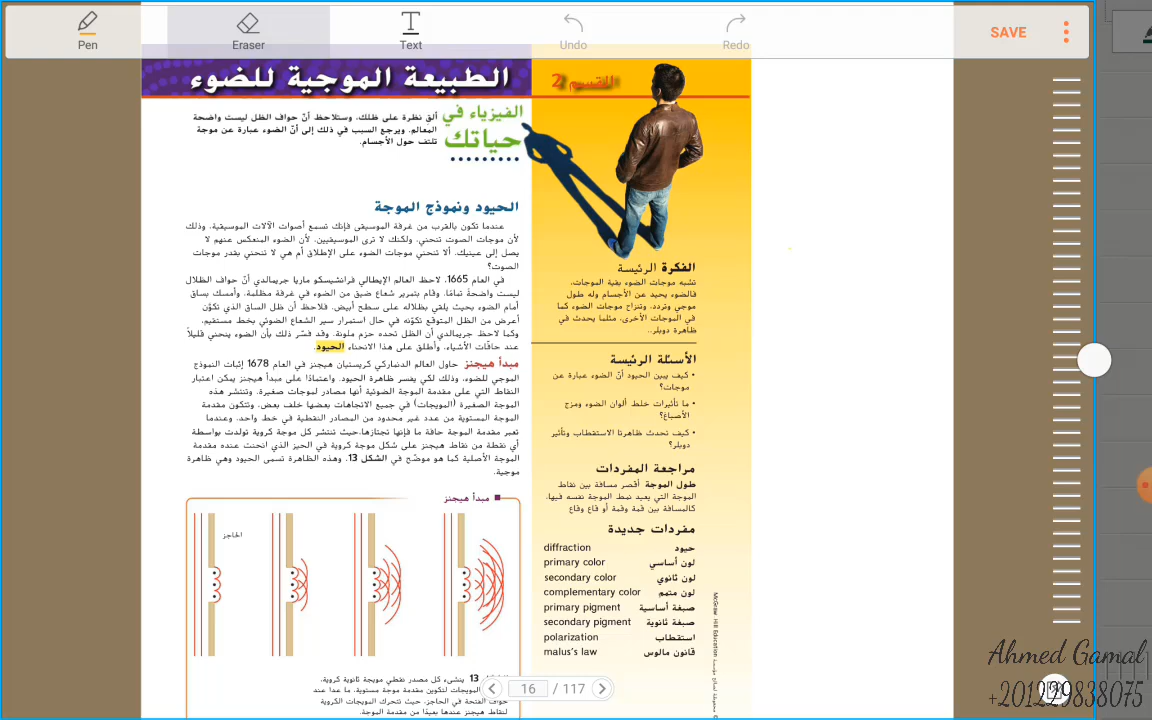 Pen
Eraser
Text
Undo
Redo
SAVE
القسم 2
الطبيعة الموجية للضوء
الفيزياء في
حياتك
ألقِ نظرة على ظلك، وستلاحظ أنّ حواف الظل ليست واضحة
المعالم. ويرجع السبب في ذلك إلى أنّ الضوء عبارة عن موجة
تلتف حول الأجسام.
الحيود ونموذج الموجة
عندما تكون بالقرب من غرفة الموسيقى فإنك تسمع أصوات الآلات الموسيقية، وذلك
لأن موجات الصوت تنحني. ولكنك لا ترى الموسيقيين، لأن الضوء المنعكس عنهم لا
يصل إلى عينيك. ألا تنحني موجات الضوء على الإطلاق أم هي لا تنحني بقدر موجات
الصوت؟
في العام 1665، لاحظ العالم الإيطالي فرانشيسكو ماريا جريمالدي أنّ حواف الظلال
ليست واضحةً تمامًا، وقام بتمرير شعاع ضيق من الضوء في غرفة مظلمة، وأمسك بساق
أمام الضوء بحيث يلقي بظلاله على سطح أبيض. فلاحظ أن ظل الساق الذي تكوّن
أعرض من الظل المتوقع تكوّنه في حال استمرار سير الشعاع الضوئي بخط مستقيم.
وكما لاحظ جريمالدي أن الظل تحده حزم ملونة. وقد فسّر ذلك بأن الضوء ينحني قليلاً
عند حافّات الأشياء، وأطلق على هذا الانحناء الحيود.
مبدأ هيجنز حاول العالم الدنماركي كريستيان هيجنز في العام 1678 إثبات النموذج
الموجي للضوء، وذلك لكي يفسر ظاهرة الحيود. واعتمادًا على مبدأ هيجنز يمكن اعتبار
النقاط التي على مقدمة الموجة الضوئية أنها مصادر لموجات صغيرة. وتنتشر هذه
الموجة الصغيرة (المويجات) في جميع الاتجاهات بعضها خلف بعض. وتتكون مقدمة
الموجة المستوية من عدد غير محدود من المصادر النقطية في خط واحد. وعندما
تعبر مقدمة الموجة حافة ما فإنها تجتازها،حيث تنتشر كل موجة كروية تولدت بواسطة
أي نقطة من نقاط هيجنز على شكل موجة كروية في الحيز الذي انحنت عنده مقدمة
الموجة الأصلية كما هو موضّح في الشكل 13. وهذه الظاهرة تسمى الحيود وهي ظاهرة
موجية.
مبدأ هيجنز
الحاجز
13 ينشيء كل مصدر نقطي مويجة ثانوية كروية.
المويجات لتكوين مقدمة موجة مستوية. ما عدا عند
حواف الفتحة في الحاجز. حيث تتحرك المويجات الكروية
لنقاط هيجنز عندها بعيدًا من مقدمة الموجة.
الفكرة الرئيسة
تشبه موجات الضوء بقية الموجات،
فالضوء يحيد عن الأجسام وله طول
موجي وتردد، وتنزاح موجات الضوء كما
في الموجات الأخرى، مثلما يحدث في
ظاهرة دوبلر..
الأسئلة الرئيسة
• كيف يبين الحيود أنّ الضوء عبارة عن
موجات؟
• ما تأثيرات خلط ألوان الضوء ومزج
الأصباغ؟
• كيف تحدث ظاهرتا الاستقطاب وتأثير
دوبلر؟
مراجعة المفردات
طول الموجة أقصر مسافة بين نقاط
الموجة التي يعيد نمط الموجة نفسه فيها،
كالمسافة بين قمة وقمة أو قاع وقاع
مفردات جديدة
حيود diffraction
لون أساسي primary color
لون ثانوي secondary color
لون متمم complementary color
صبغة أساسية primary pigment
صبغة ثانوية secondary pigment
استقطاب polarization
قانون مالوس malus's law
McGraw-Hill Education
16 / 117
Ahmed Gamal
+201229838075